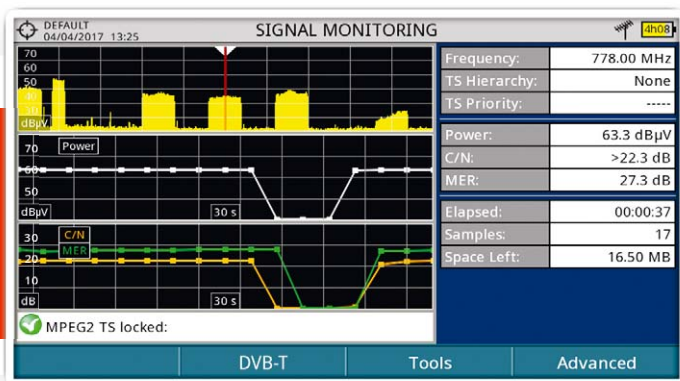 DEFAULT
04/04/2017 13:25
SIGNAL MONITORING
4h08
70
60
50
40
30
dBµV
Power
70
60
50
dBµV
30 s
C/N
MER
30
20
10
dB
30 s
MPEG2 TS locked:
Frequency: 778.00 MHz
TS Hierarchy: None
TS Priority: -----
Power: 63.3 dBµV
C/N: >22.3 dB
MER: 27.3 dB
Elapsed: 00:00:37
Samples: 17
Space Left: 16.50 MB
DVB-T
Tools
Advanced